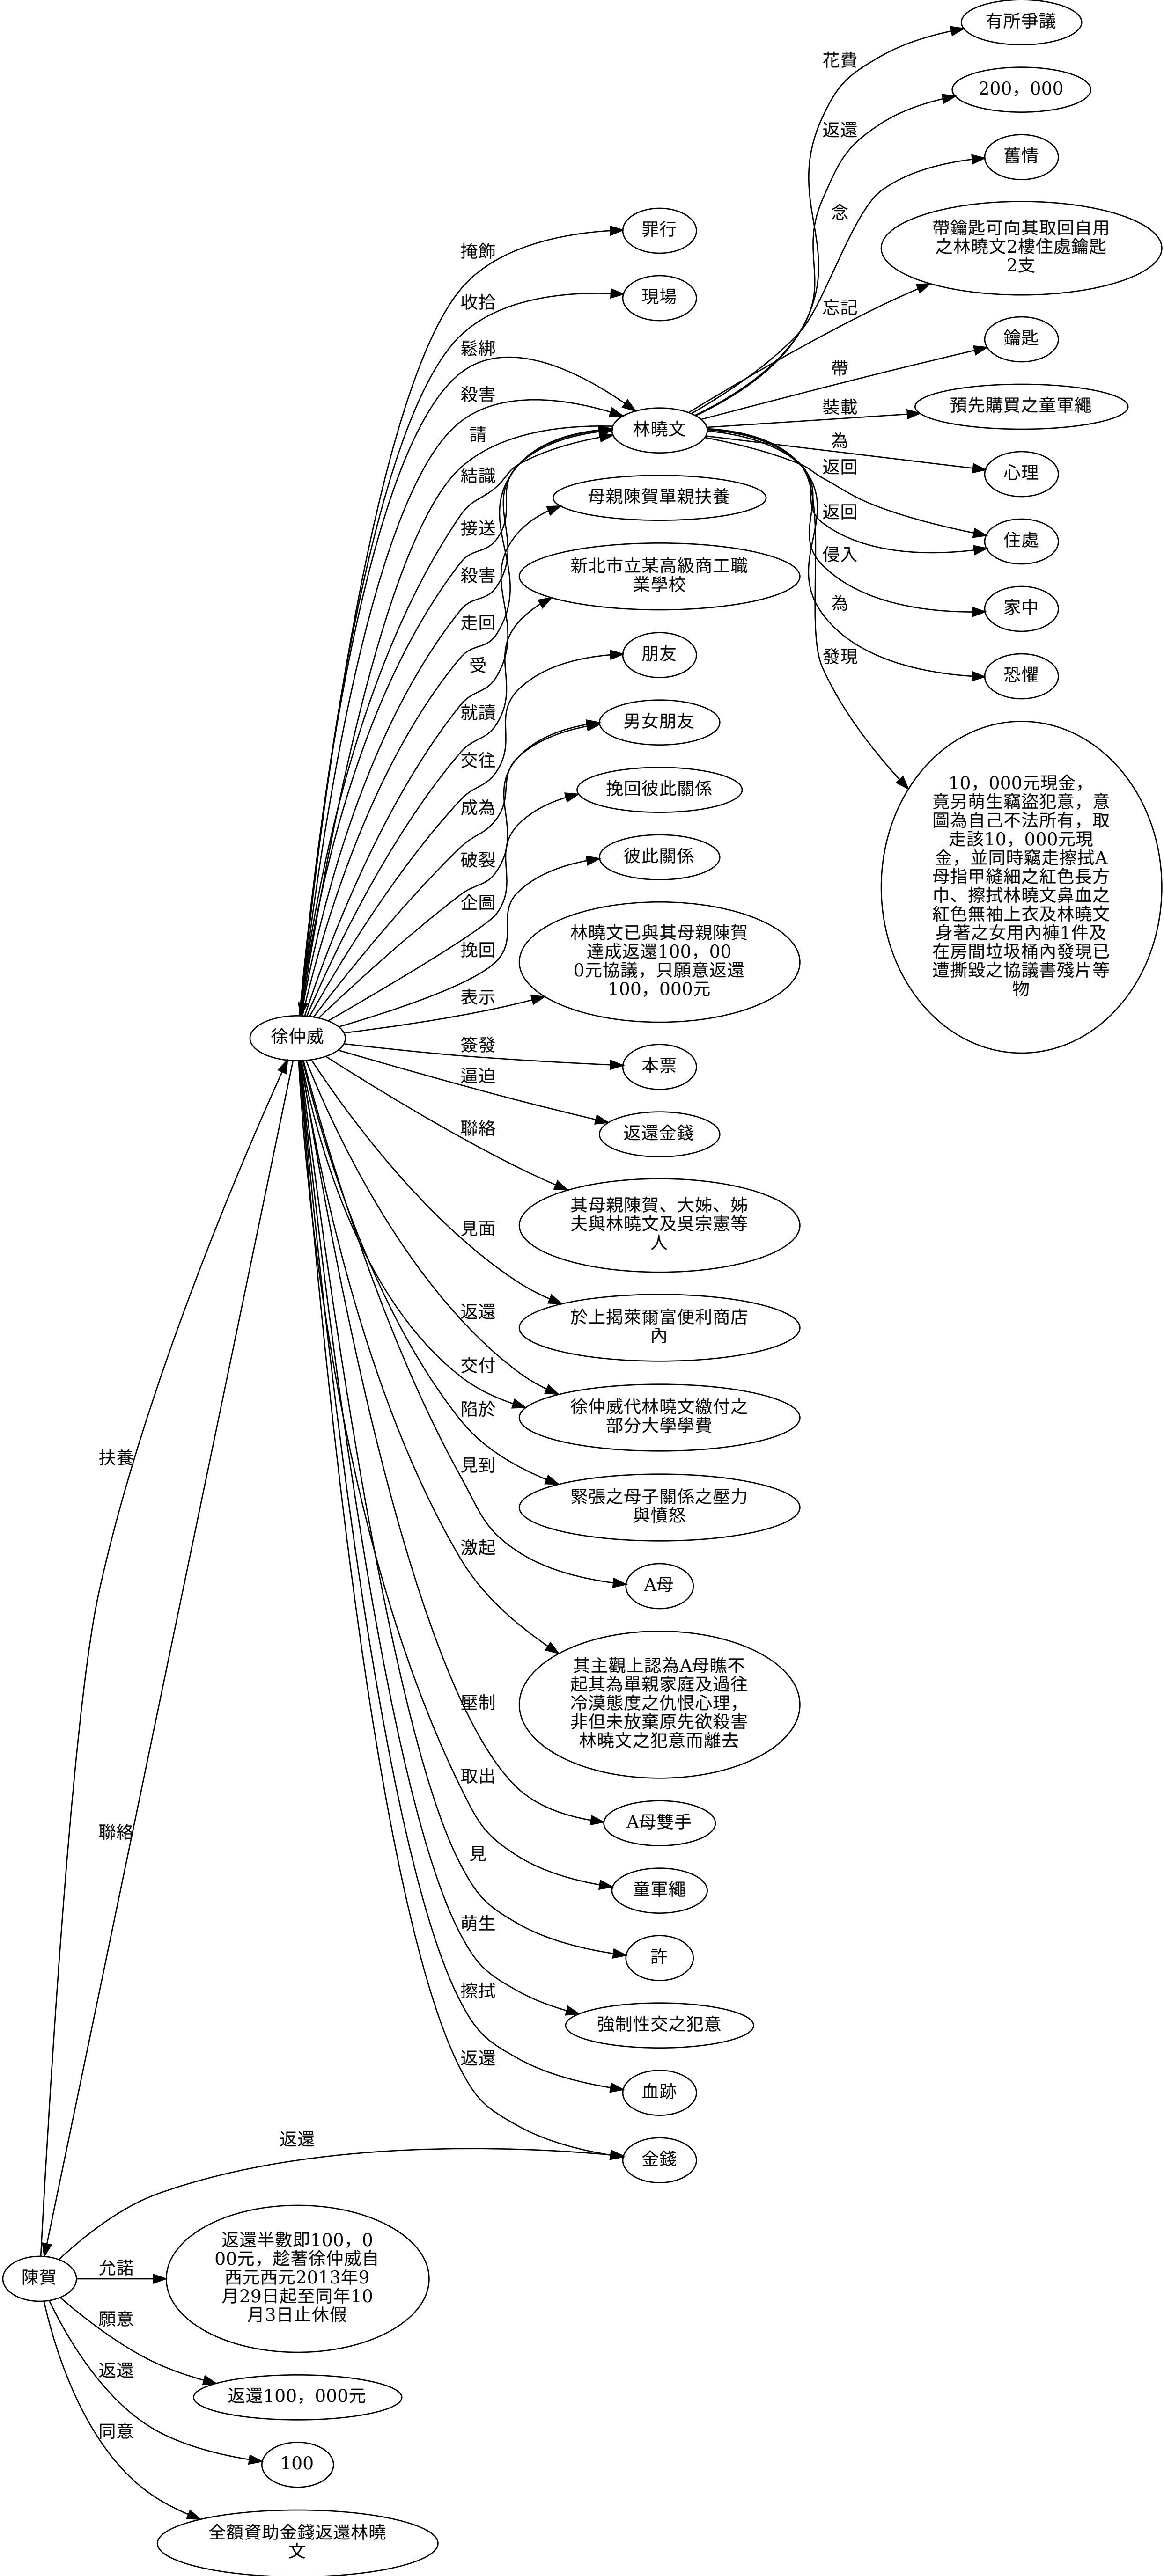 有所爭議
花費
200，000
返還
舊情
念
帶鑰匙可向其取回自用
之林曉文2樓住處鑰匙
2支
忘記
罪行
掩飾
現場
收拾
鬆綁
鑰匙
帶
殺害
預先購買之童軍繩
裝載
林曉文
請
為
心理
返回
結識
母親陳賀單親扶養
返回
接送
住處
侵入
新北市立某高級商工職
業學校
殺害
為
家中
走回
朋友
受
發現
恐懼
就讀
男女朋友
交往
挽回彼此關係
成為
10，000元現金，
竟另萌生竊盜犯意，意
圖為自己不法所有，取
走該10，000元現
金，並同時竊走擦拭A
母指甲縫細之紅色長方
巾、擦拭林曉文鼻血之
紅色無袖上衣及林曉文
身著之女用內褲1件及
在房間垃圾桶內發現已
遭撕毀之協議書殘片等
物
彼此關係
破裂
企圖
林曉文已與其母親陳賀
達成返還100，00
0元協議，只願意返還
100，000元
挽回
表示
徐仲威
簽發
本票
逼迫
返還金錢
聯絡
其母親陳賀、大姊、姊
夫與林曉文及吳宗憲等
人
見面
於上揭萊爾富便利商店
內
返還
交付
徐仲威代林曉文繳付之
部分大學學費
陷於
扶養
見到
緊張之母子關係之壓力
與憤怒
激起
A母
其主觀上認為A母瞧不
起其為單親家庭及過往
冷漠態度之仇恨心理，
非但未放棄原先欲殺害
林曉文之犯意而離去
壓制
取出
A母雙手
聯絡
見
童軍繩
萌生
許
擦拭
強制性交之犯意
返還
血跡
返還
金錢
陳賀
允諾
返還半數即100，0
00元，趁著徐仲威自
西元西元2013年9
月29日起至同年10
月3日止休假
願意
返還100，000元
返還
100
同意
全額資助金錢返還林曉
文